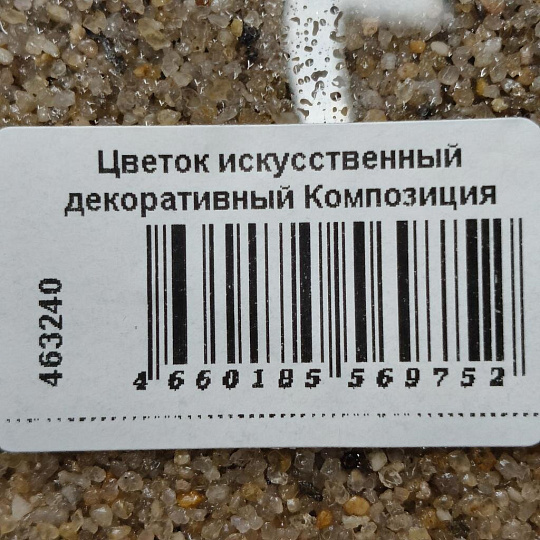 Цветок искусственный
декоративный Композиция
463240
4 660185 569752